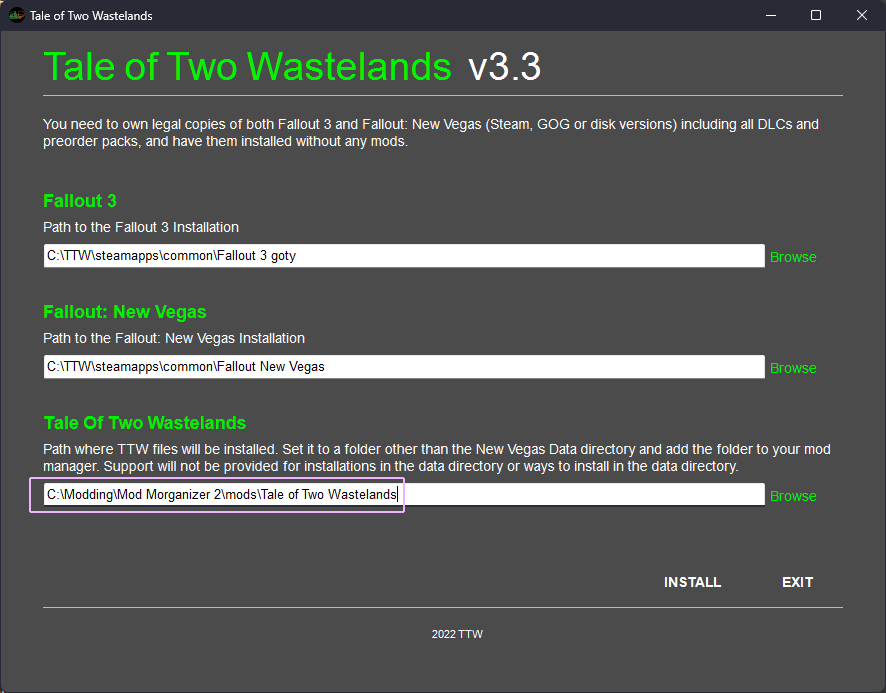 Tale of Two Wastelands
Tale of Two Wastelands v3.3
You need to own legal copies of both Fallout 3 and Fallout: New Vegas (Steam, GOG or disk versions) including all DLCs and
preorder packs, and have them installed without any mods.
Fallout 3
Path to the Fallout 3 Installation
C:\TTW\steamapps\common\Fallout 3 goty
Browse
Fallout: New Vegas
Path to the Fallout: New Vegas Installation
C:\TTW\steamapps\common\Fallout New Vegas
Browse
Tale Of Two Wastelands
Path where TTW files will be installed. Set it to a folder other than the New Vegas Data directory and add the folder to your mod
manager. Support will not be provided for installations in the data directory or ways to install in the data directory.
C:\Modding\Mod Morganizer 2\mods\Tale of Two Wastelands
Browse
INSTALL EXIT
2022 TTW